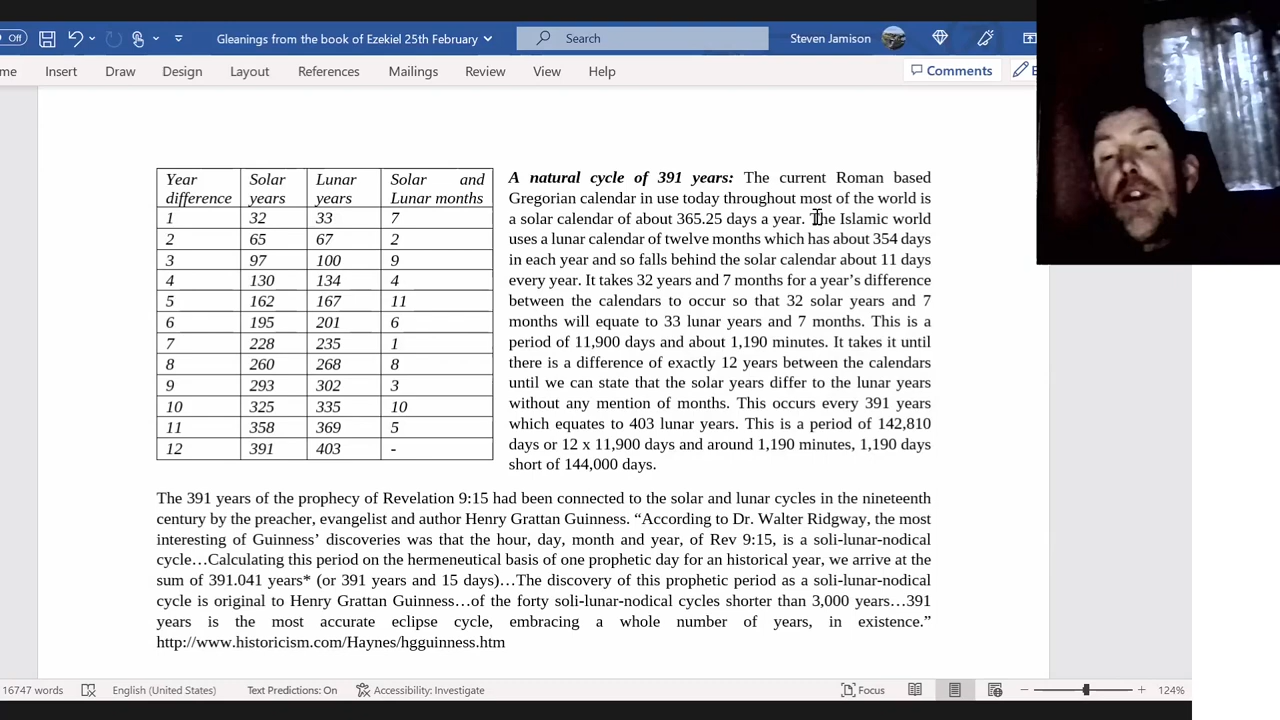 Off
Gleanings from the book of Ezekiel 25th February
Search
Steven Jamison
me Insert Draw Design Layout References Mailings Review View Help
Comments
Year difference Solar years Lunar years Solar and Lunar months
1 32 33 7
2 65 67 2
3 97 100 9
4 130 134 4
5 162 167 11
6 195 201 6
7 228 235 1
8 260 268 8
9 293 302 3
10 325 335 10
11 358 369 5
12 391 403 -
A natural cycle of 391 years: The current Roman based
Gregorian calendar in use today throughout most of the world is
a solar calendar of about 365.25 days a year. The Islamic world
uses a lunar calendar of twelve months which has about 354 days
in each year and so falls behind the solar calendar about 11 days
every year. It takes 32 years and 7 months for a year’s difference
between the calendars to occur so that 32 solar years and 7
months will equate to 33 lunar years and 7 months. This is a
period of 11,900 days and about 1,190 minutes. It takes it until
there is a difference of exactly 12 years between the calendars
until we can state that the solar years differ to the lunar years
without any mention of months. This occurs every 391 years
which equates to 403 lunar years. This is a period of 142,810
days or 12 x 11,900 days and around 1,190 minutes, 1,190 days
short of 144,000 days.
The 391 years of the prophecy of Revelation 9:15 had been connected to the solar and lunar cycles in the nineteenth
century by the preacher, evangelist and author Henry Grattan Guinness. “According to Dr. Walter Ridgway, the most
interesting of Guinness’ discoveries was that the hour, day, month and year, of Rev 9:15, is a soli-lunar-nodical
cycle…Calculating this period on the hermeneutical basis of one prophetic day for an historical year, we arrive at the
sum of 391.041 years* (or 391 years and 15 days)…The discovery of this prophetic period as a soli-lunar-nodical
cycle is original to Henry Grattan Guinness…of the forty soli-lunar-nodical cycles shorter than 3,000 years…391
years is the most accurate eclipse cycle, embracing a whole number of years, in existence.”
http://www.historicism.com/Haynes/hgguinness.htm
16747 words English (United States) Text Predictions: On Accessibility: Investigate Focus 124%